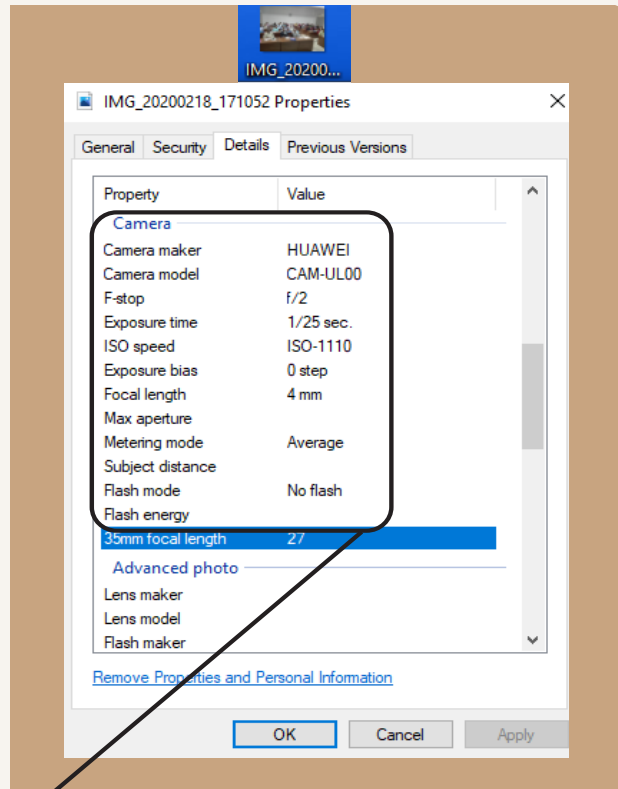 IMG_20200...
IMG_20200218_171052 Properties
General Security Details Previous Versions
Property Value
Camera
Camera maker HUAWEI
Camera model CAM-UL00
F-stop f/2
Exposure time 1/25 sec.
ISO speed ISO-1110
Exposure bias 0 step
Focal length 4 mm
Max aperture
Metering mode Average
Subject distance
Flash mode No flash
Flash energy
35mm focal length 27
Advanced photo
Lens maker
Lens model
Flash maker
Remove Properties and Personal Information
OK Cancel Apply